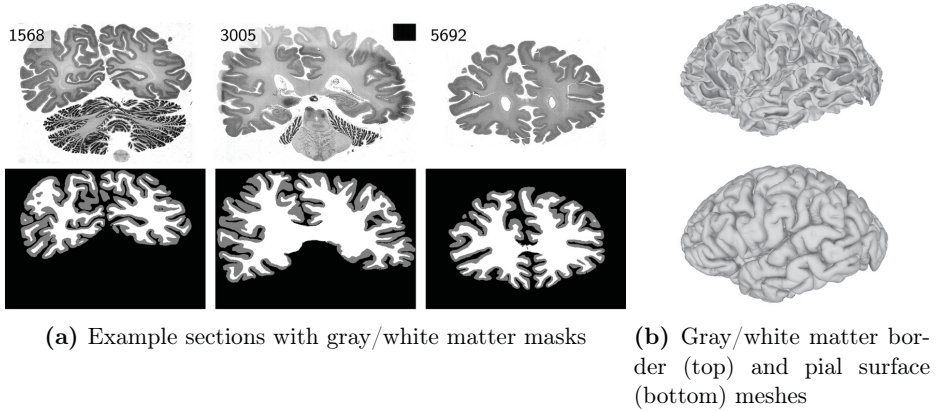 1568
3005
5692
(a) Example sections with gray/white matter masks
(b) Gray/white matter bor-
der (top) and pial surface
(bottom) meshes